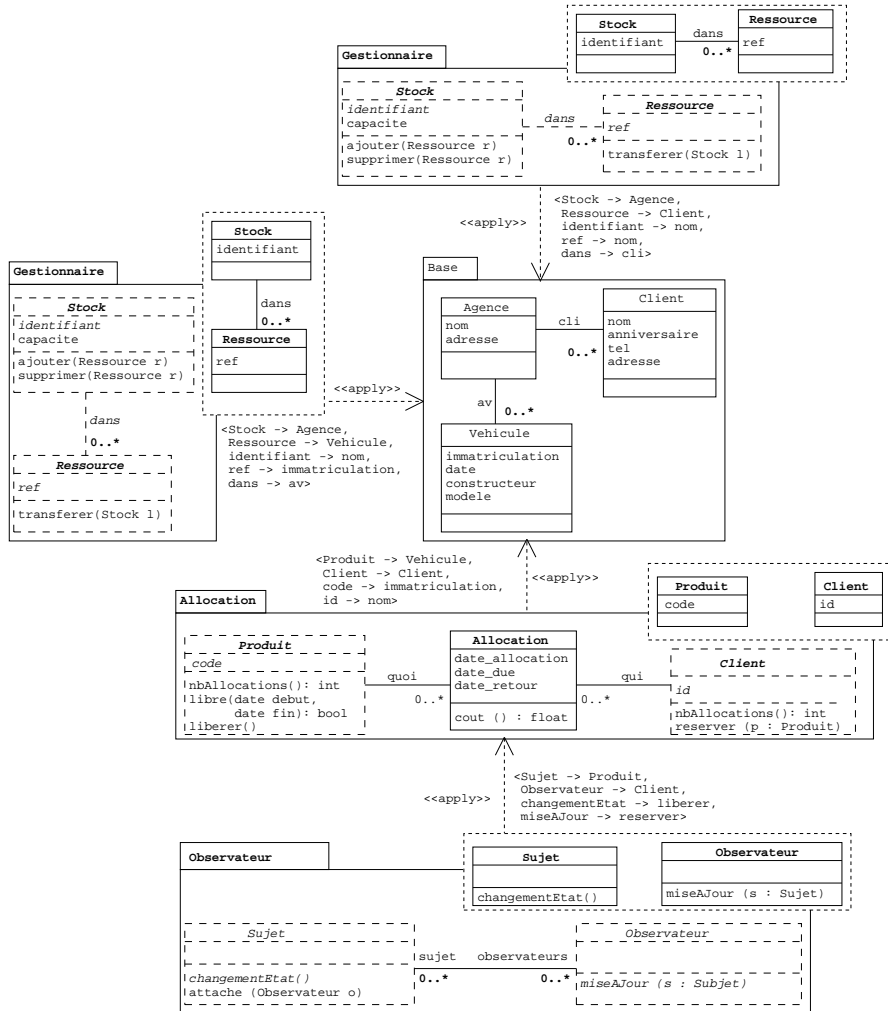 Stock
identifiant
dans
0..*
Ressource
ref
Gestionnaire
Stock
identifiant
capacite
ajouter(Ressource r)
supprimer(Ressource r)
dans
0..*
Ressource
ref
transferer(Stock l)
<<apply>>
<Stock -> Agence,
Ressource -> Client,
identifiant -> nom,
ref -> nom,
dans -> cli>
Stock
identifiant
dans
0..*
Ressource
ref
Gestionnaire
Stock
identifiant
capacite
ajouter(Ressource r)
supprimer(Ressource r)
dans
0..*
Ressource
ref
transferer(Stock l)
<<apply>>
<Stock -> Agence,
Ressource -> Vehicule,
identifiant -> nom,
ref -> immatriculation,
dans -> av>
Base
Agence
nom
adresse
cli
0..*
Client
nom
anniversaire
tel
adresse
av
0..*
Vehicule
immatriculation
date
constructeur
modele
<Produit -> Vehicule,
Client -> Client,
code -> immatriculation,
id -> nom>
<<apply>>
Produit
code
Client
id
Allocation
Produit
code
nbAllocations(): int
libre(date debut,
date fin): bool
liberer()
quoi
0..*
Allocation
date_allocation
date_due
date_retour
cout () : float
qui
0..*
Client
id
nbAllocations(): int
reserver (p : Produit)
<<apply>>
<Sujet -> Produit,
Observateur -> Client,
changementEtat -> liberer,
miseAJour -> reserver>
Sujet
changementEtat()
Observateur
miseAJour (s : Sujet)
Observateur
Sujet
changementEtat()
attache (Observateur o)
sujet
0..*
observateurs
0..*
Observateur
miseAJour (s : Subjet)